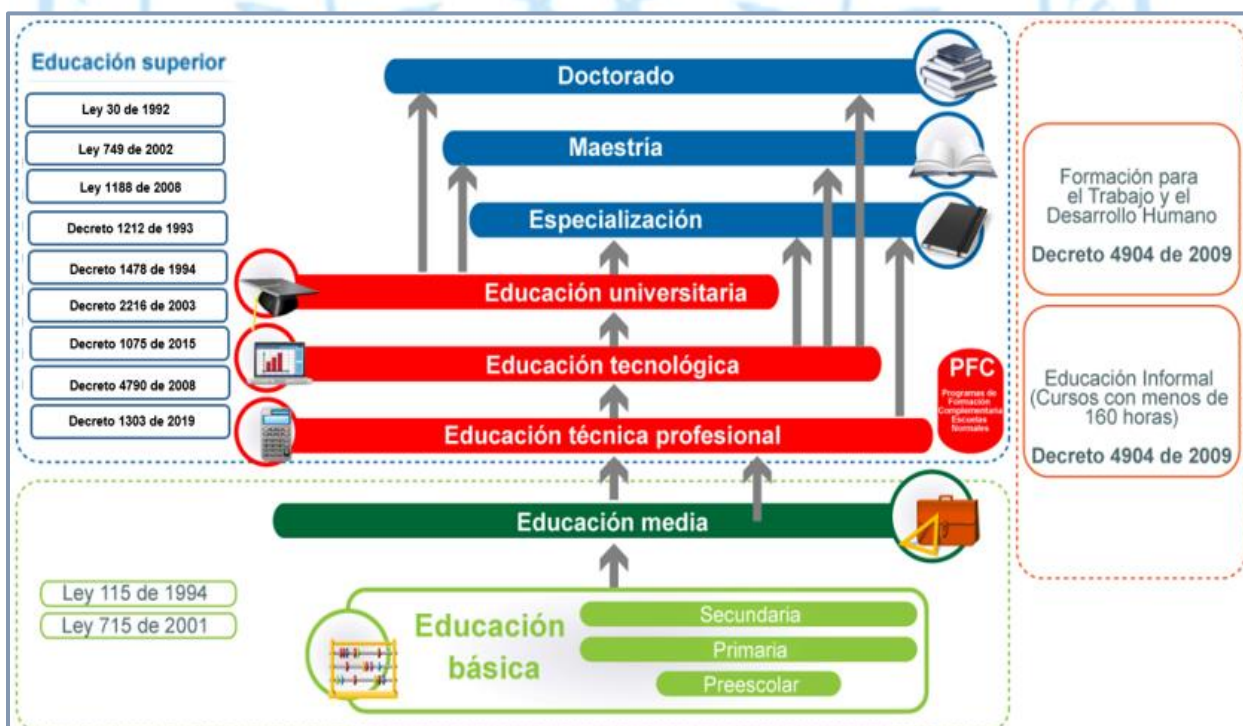 Educación superior
Ley 30 de 1992
Ley 749 de 2002
Ley 1188 de 2008
Decreto 1212 de 1993
Decreto 1478 de 1994
Decreto 2216 de 2003
Decreto 1075 de 2015
Decreto 4790 de 2008
Decreto 1303 de 2019
Doctorado
Maestría
Especialización
Educación universitaria
Educación tecnológica
Educación técnica profesional
PFC
Programas de
Formación
Complementaria
Escuelas
Normales
Educación media
Ley 115 de 1994
Ley 715 de 2001
Educación
básica
Secundaria
Primaria
Preescolar
Formación para
el Trabajo y el
Desarrollo Humano
Decreto 4904 de 2009
Educación Informal
(Cursos con menos de
160 horas)
Decreto 4904 de 2009